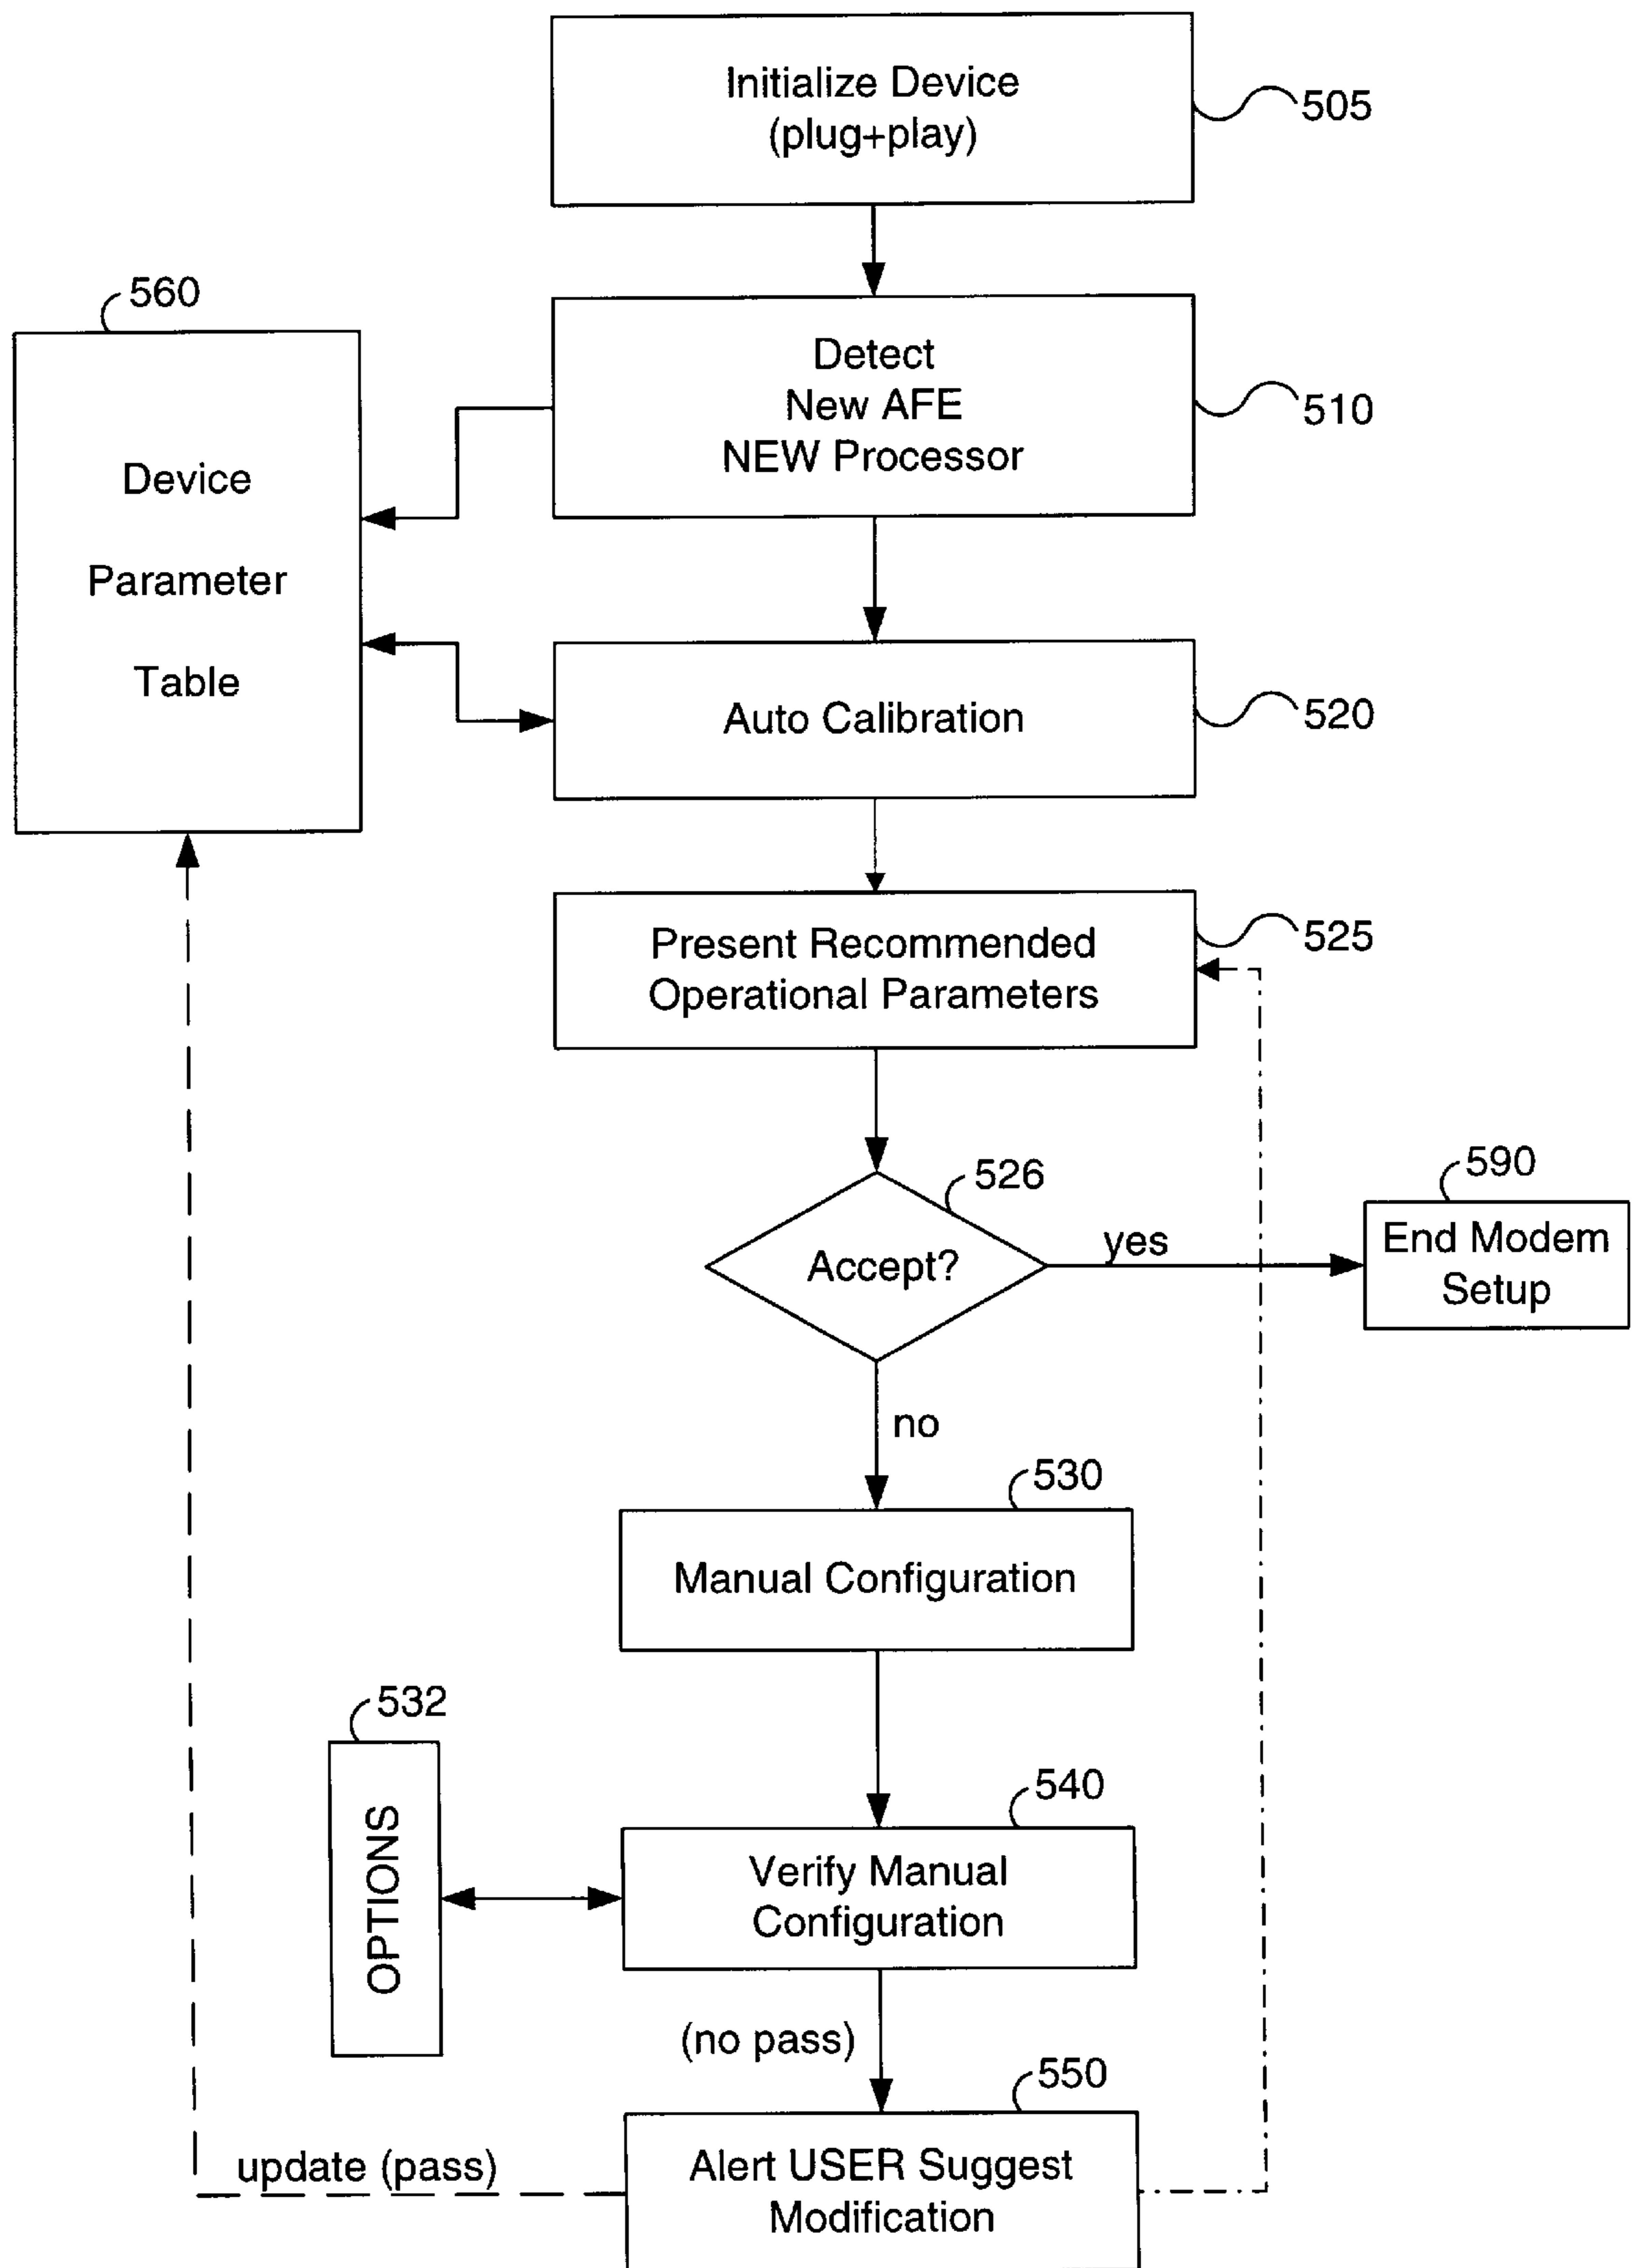 Initialize Device
(plug+play)
505
560
Detect
New AFE
NEW Processor
510
Device
Parameter
Table
Auto Calibration
520
Present Recommended
Operational Parameters
525
526
Accept?
yes
590
End Modem
Setup
no
530
Manual Configuration
532
OPTIONS
540
Verify Manual
Configuration
(no pass)
550
update (pass)
Alert USER Suggest
Modification